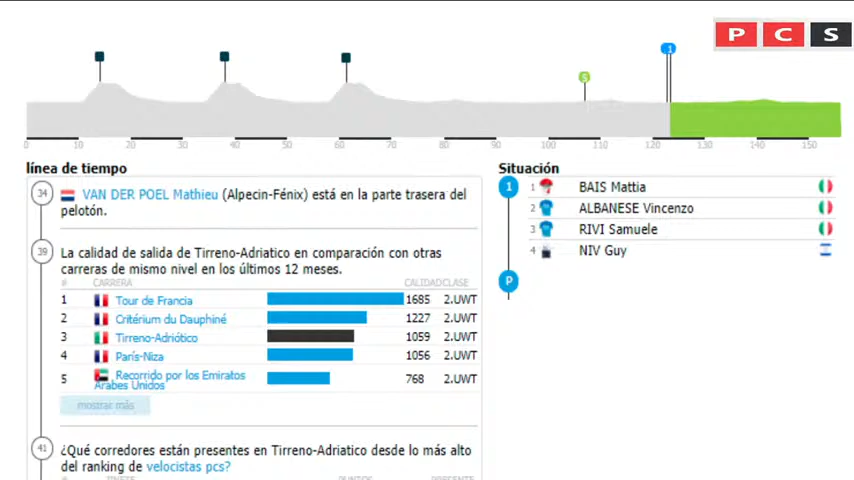 P C S
1
S
0 10 20 30 40 50 60 70 80 90 100 110 120 130 140 150
línea de tiempo
34
VAN DER POEL Mathieu (Alpecin-Fénix) está en la parte trasera del
pelotón.
39
La calidad de salida de Tirreno-Adriatico en comparación con otras
carreras de mismo nivel en los últimos 12 meses.
# CARRERA CALIDAD CLASE
1 Tour de Francia 1685 2.UWT
2 Critérium du Dauphiné 1227 2.UWT
3 Tirreno-Adriótico 1059 2.UWT
4 París-Niza 1056 2.UWT
5 Recorrido por los Emiratos
Árabes Unidos 768 2.UWT
mostrar más
41
¿Qué corredores están presentes en Tirreno-Adriatico desde lo más alto
del ranking de velocistas pcs?
Situación
1
1 BAIS Mattia
2 ALBANESE Vincenzo
3 RIVI Samuele
4 NIV Guy
P